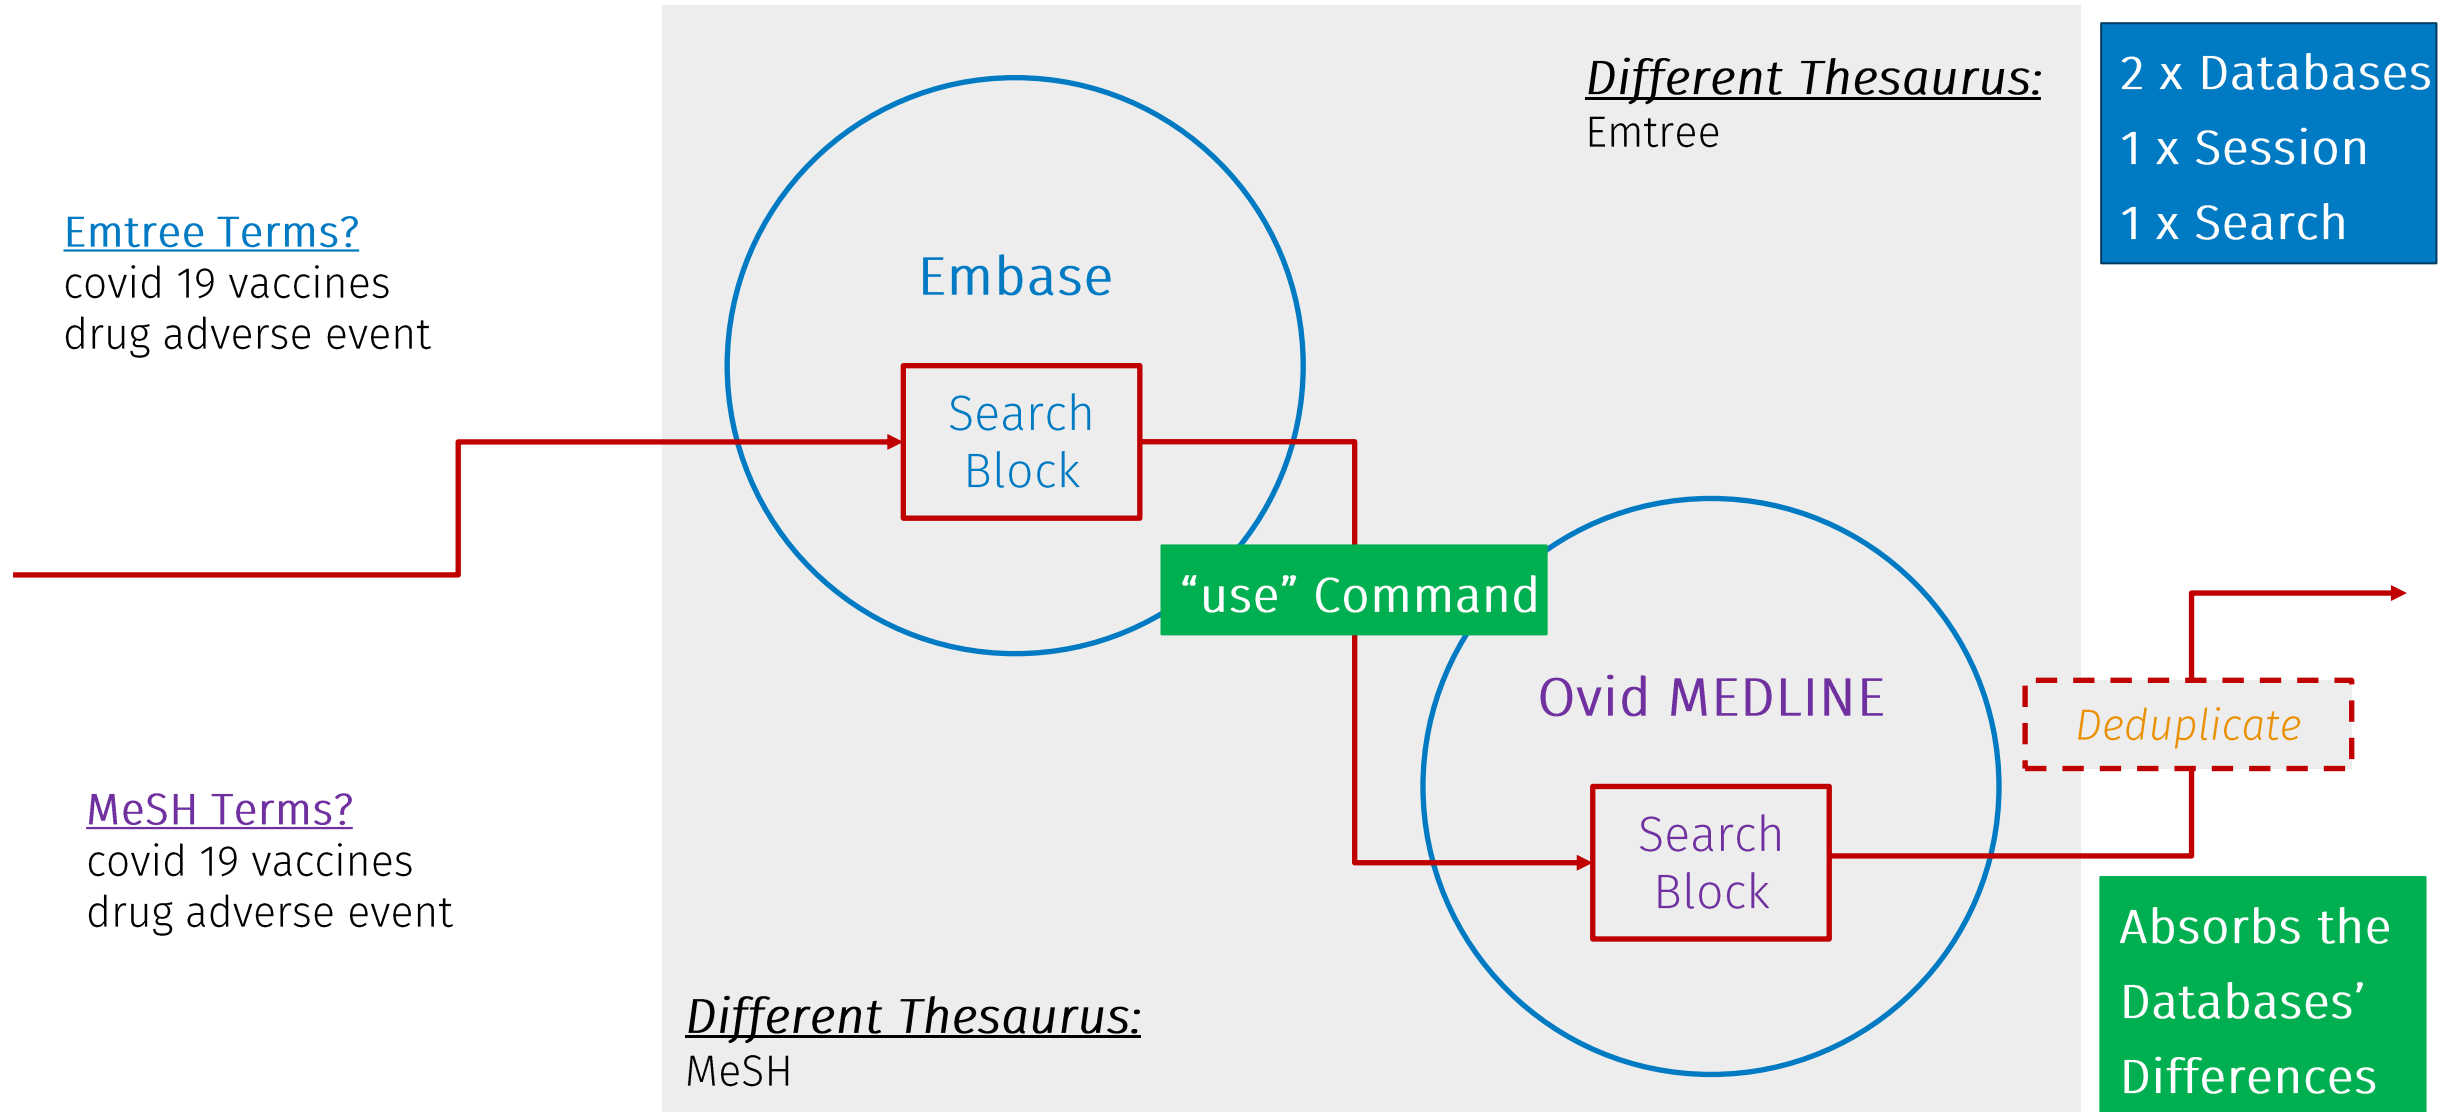 Different Thesaurus:
Emtree
2 x Databases
1 x Session
1 x Search
Emtree Terms?
covid 19 vaccines
drug adverse event
Embase
Search
Block
“use” Command
Ovid MEDLINE
Search
Block
Deduplicate
MeSH Terms?
covid 19 vaccines
drug adverse event
Different Thesaurus:
MeSH
Absorbs the
Databases’
Differences